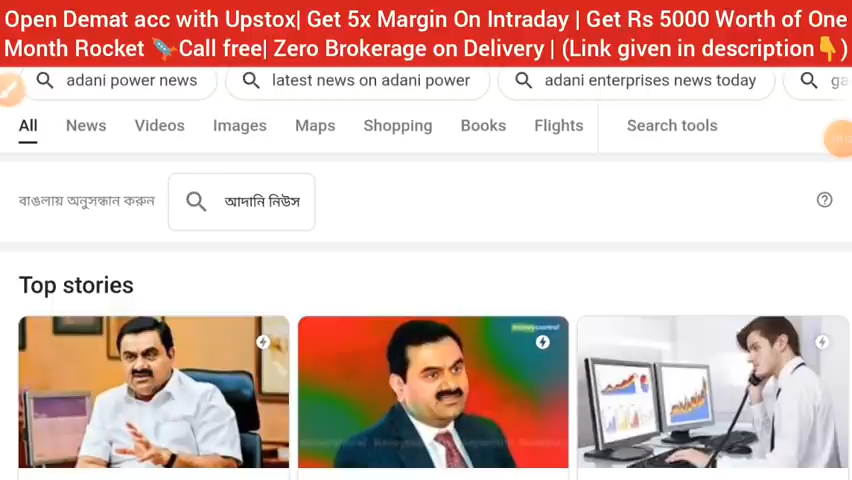 Open Demat acc with Upstox| Get 5x Margin On Intraday | Get Rs 5000 Worth of One
Month Rocket 🚀Call free| Zero Brokerage on Delivery | (Link given in description👇)
adani power news
latest news on adani power
adani enterprises news today
ga
All News Videos Images Maps Shopping Books Flights Search tools
বাঙলায় অনুসন্ধান করুন
আদানি নিউস
Top stories
moneycontrol